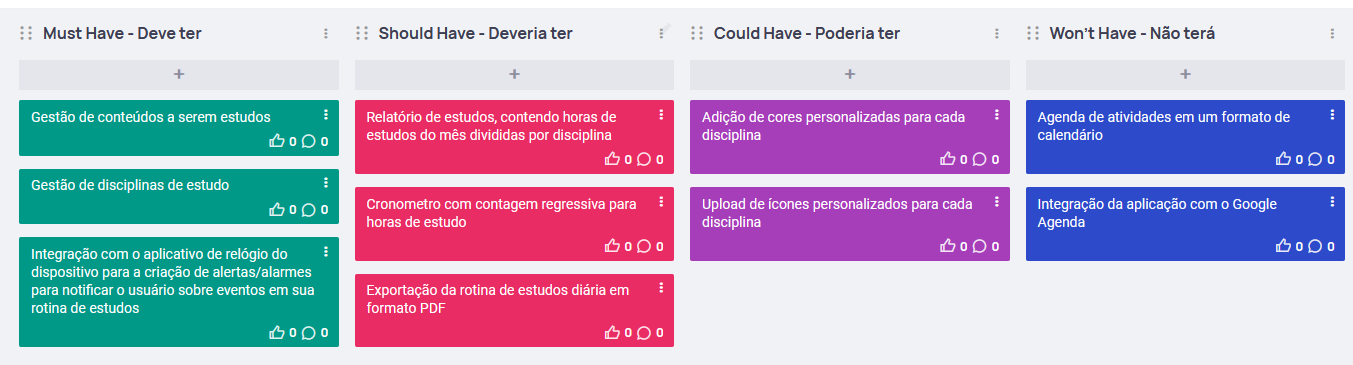 Must Have - Deve ter
+
Gestão de conteúdos a serem estudos
0 0
Gestão de disciplinas de estudo
0 0
Integração com o aplicativo de relógio do
dispositivo para a criação de alertas/alarmes
para notificar o usuário sobre eventos em sua
rotina de estudos
0 0
Should Have - Deveria ter
+
Relatório de estudos, contendo horas de
estudos do mês divididas por disciplina
0 0
Cronometro com contagem regressiva para
horas de estudo
0 0
Exportação da rotina de estudos diária em
formato PDF
0 0
Could Have - Poderia ter
+
Adição de cores personalizadas para cada
disciplina
0 0
Upload de ícones personalizados para cada
disciplina
0 0
Won't Have - Não terá
+
Agenda de atividades em um formato de
calendário
0 0
Integração da aplicação com o Google
Agenda
0 0